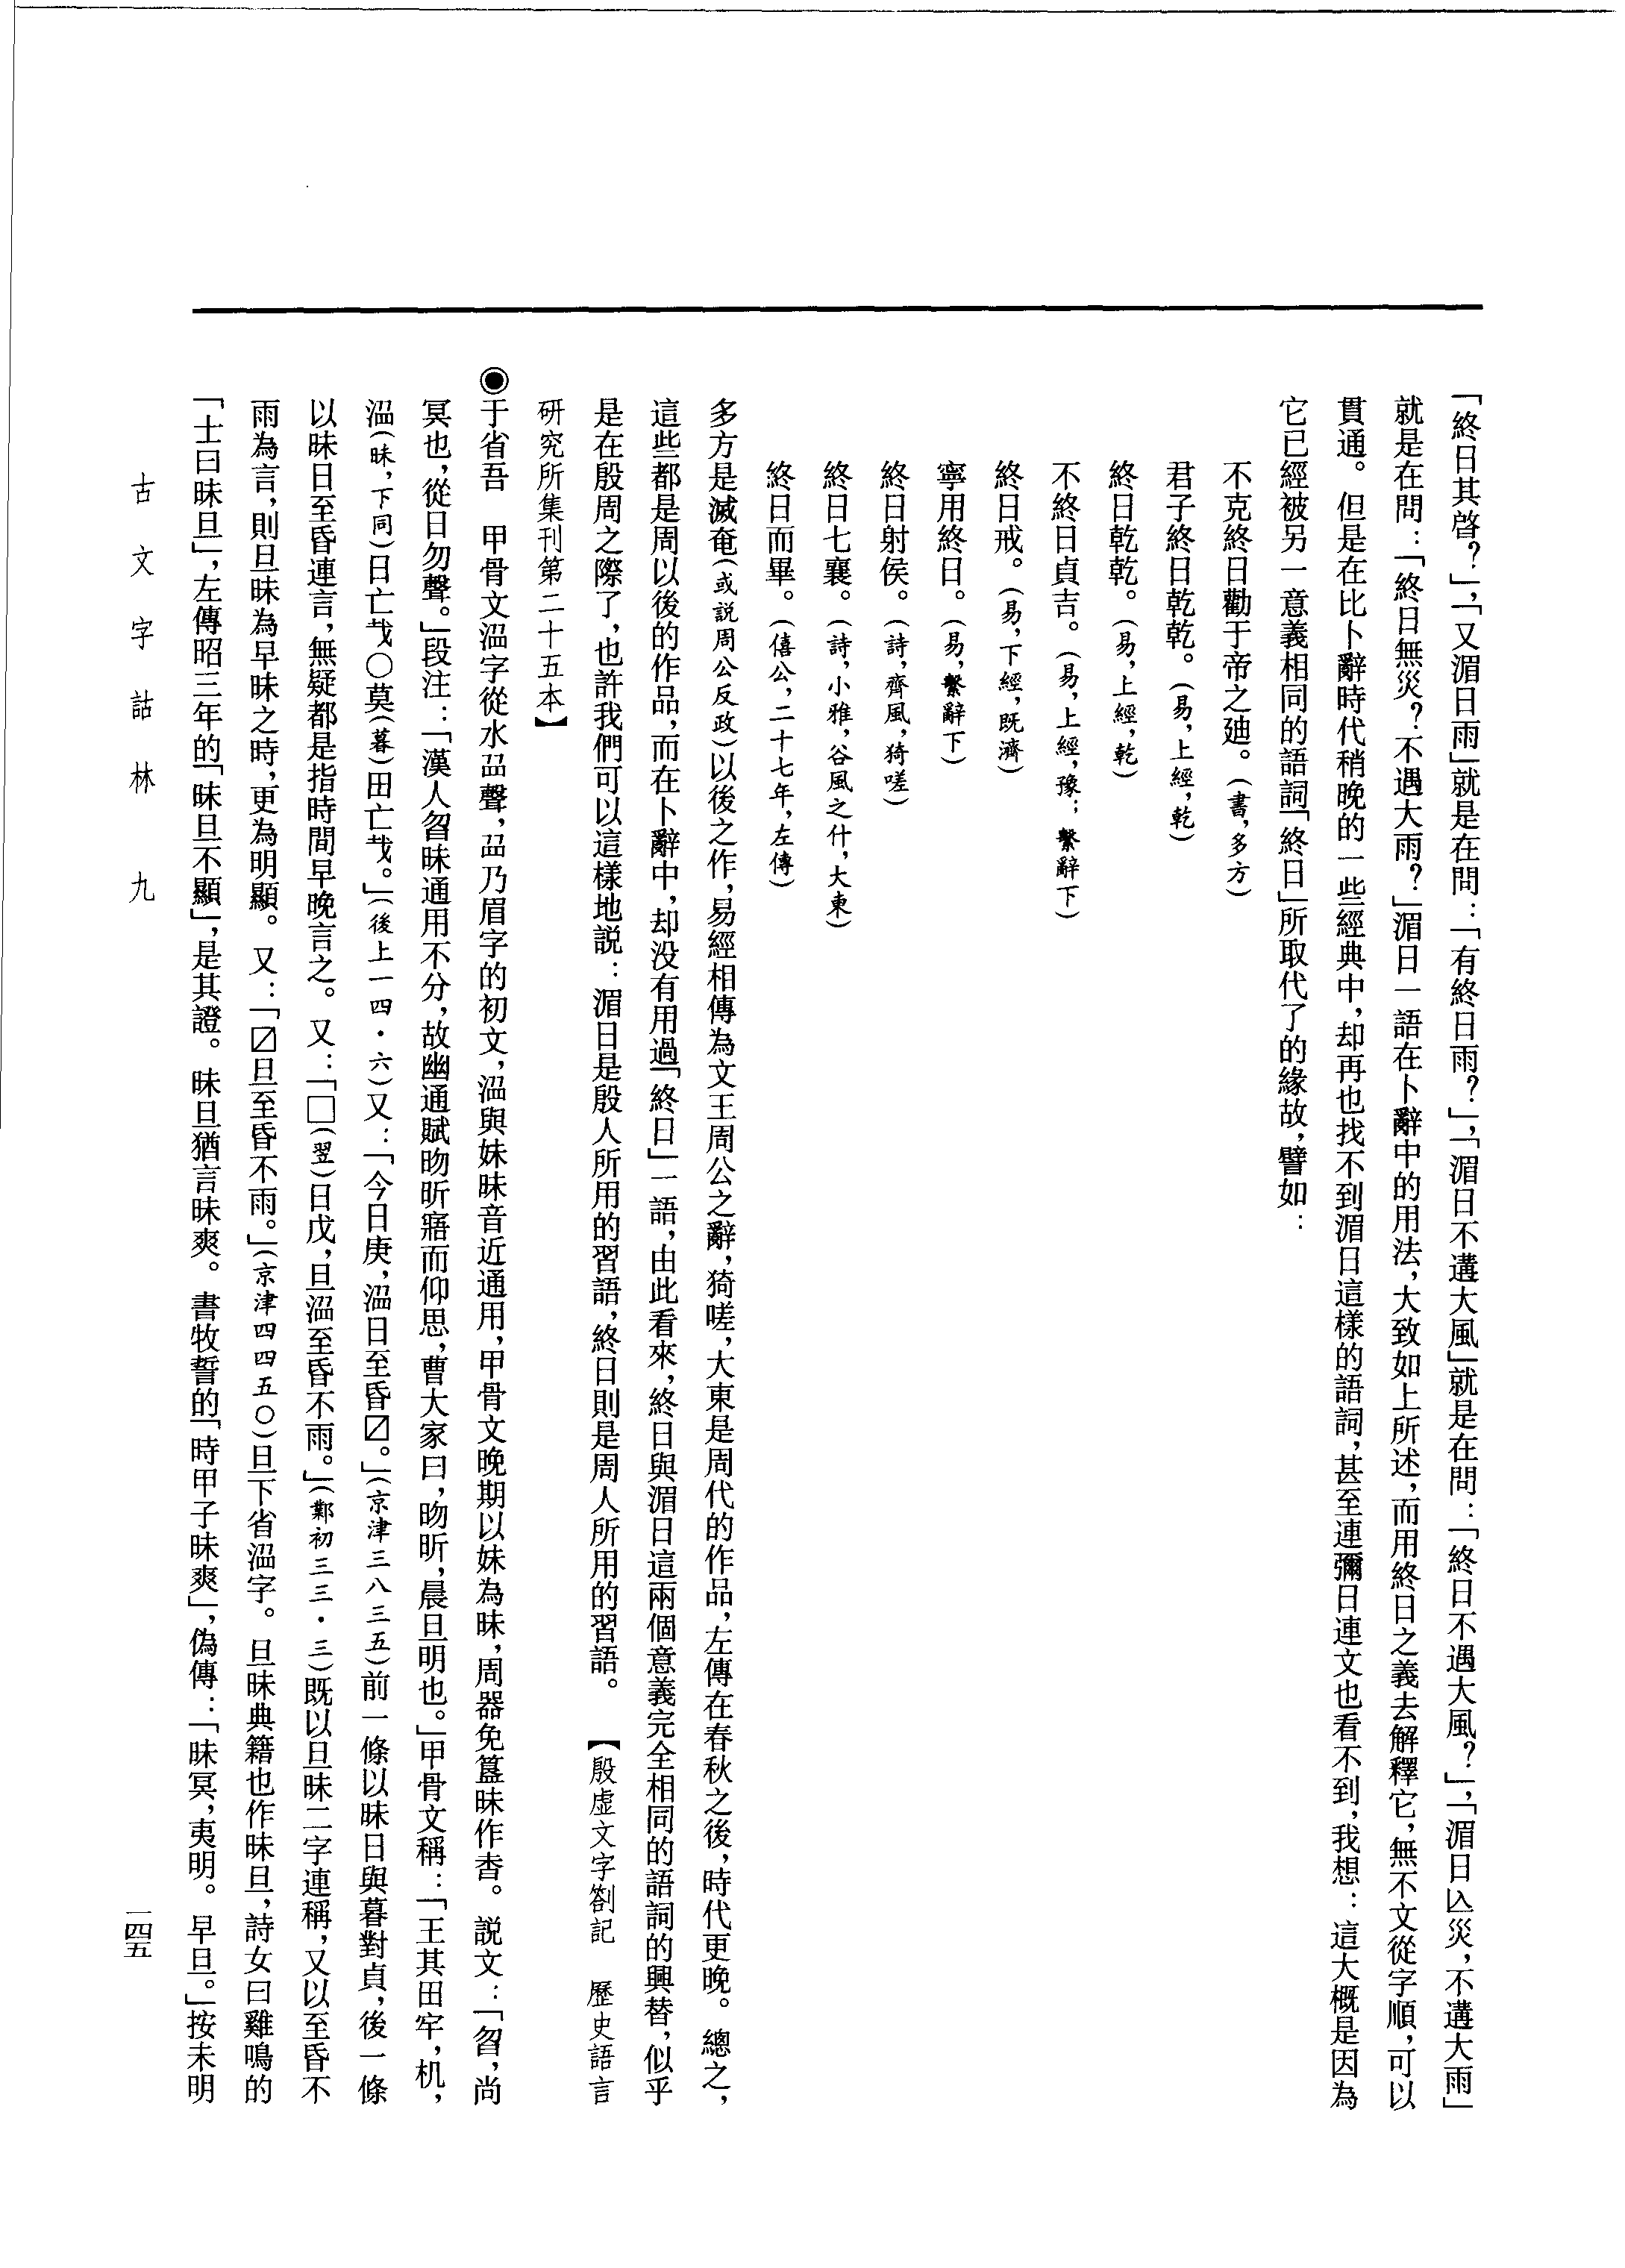 「終日其啓？」，「又湄日雨」就是在問：「有終日雨？」，「湄日不遘大風」就是在問：「終日不遇大風？」，「湄日亾災，不遘大雨」
就是在問：「終日無災？不遇大雨？」湄日一語在卜辭中的用法，大致如上所述，而用終日之義去解釋它，無不文從字順，可以
貫通。但是在比卜辭時代稍晚的一些經典中，却再也找不到湄日這樣的語詞，甚至連彌日連文也看不到，我想：這大概是因為
它已經被另一意義相同的語詞「終日」所取代了的緣故，譬如：
不克終日勸于帝之廸。（書，多方）
君子終日乾乾。（易，上經，乾）
終日乾乾。（易，上經，乾）
不終日貞吉。（易，上經，豫；繫辭下）
終日戒。（易，下經，既濟）
寧用終日。（易，繫辭下）
終日射侯。（詩，齊風，猗嗟）
終日七襄。（詩，小雅，谷風之什，大東）
終日而畢。（僖公，二十七年，左傳）
多方是滅奄（或説周公反政）以後之作，易經相傳為文王周公之辭，猗嗟，大東是周代的作品，左傳在春秋之後，時代更晚。總之，
這些都是周以後的作品，而在卜辭中，却没有用過「終日」一語，由此看來，終日與湄日這兩個意義完全相同的語詞的興替，似乎
是在殷周之際了，也許我們可以這樣地説：湄日是殷人所用的習語，終日則是周人所用的習語。【殷虛文字劄記　歷史語言
研究所集刊第二十五本】
◉于省吾　甲骨文湄字從水眉聲，眉乃眉字的初文，湄與妹昧音近通用，甲骨文晚期以妹為昧，周器免簋昧作杳。説文：「曶，尚
冥也，從日勿聲。」段注：「漢人曶昧通用不分，故幽通賦昒昕寤而仰思，曹大家曰，昒昕，晨旦明也。」甲骨文稱：「王其田牢，机，
湄（昧，下同）日亡𢦏○莫（暮）田亡𢦏。」（後上一四・六）又：「今日庚，湄日至昏☐。」（京津三八三五）前一條以昧日與暮對貞，後一條
以昧日至昏連言，無疑都是指時間早晚言之。又：「□（翌）日戊，旦湄至昏不雨。」（鄴初三三・三）既以旦昧二字連稱，又以至昏不
雨為言，則旦昧為早昧之時，更為明顯。又：「☐旦至昏不雨。」（京津四四五○）旦下省湄字。旦昧典籍也作昧旦，詩女曰雞鳴的
「士曰昧旦」，左傳昭三年的「昧旦不顯」，是其證。昧旦猶言昧爽。書牧誓的「時甲子昧爽」，偽傳：「昧冥，夷明。早旦。」按未明
古文字詁林　九
一四五